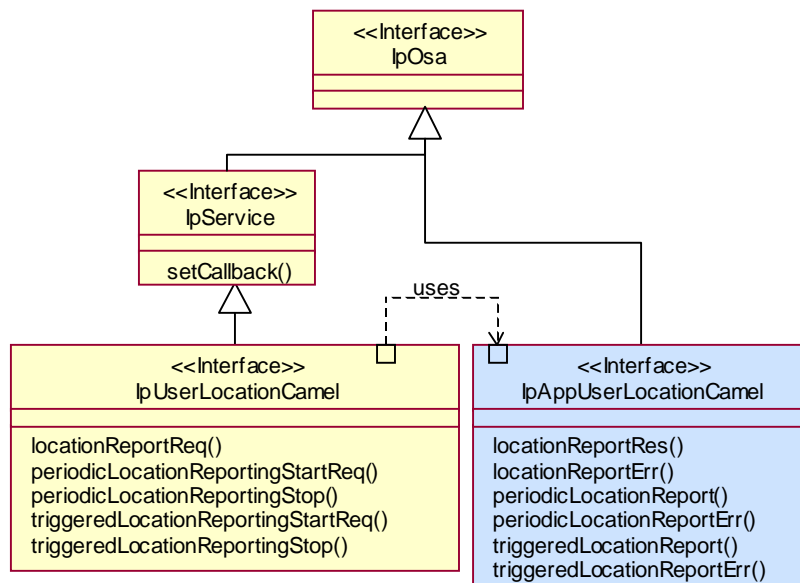 <<Interface>>
IpOsa
<<Interface>>
IpService
setCallback()
uses
<<Interface>>
IpUserLocationCamel
locationReportReq()
periodicLocationReportingStartReq()
periodicLocationReportingStop()
triggeredLocationReportingStartReq()
triggeredLocationReportingStop()
<<Interface>>
IpAppUserLocationCamel
locationReportRes()
locationReportErr()
periodicLocationReport()
periodicLocationReportErr()
triggeredLocationReport()
triggeredLocationReportErr()